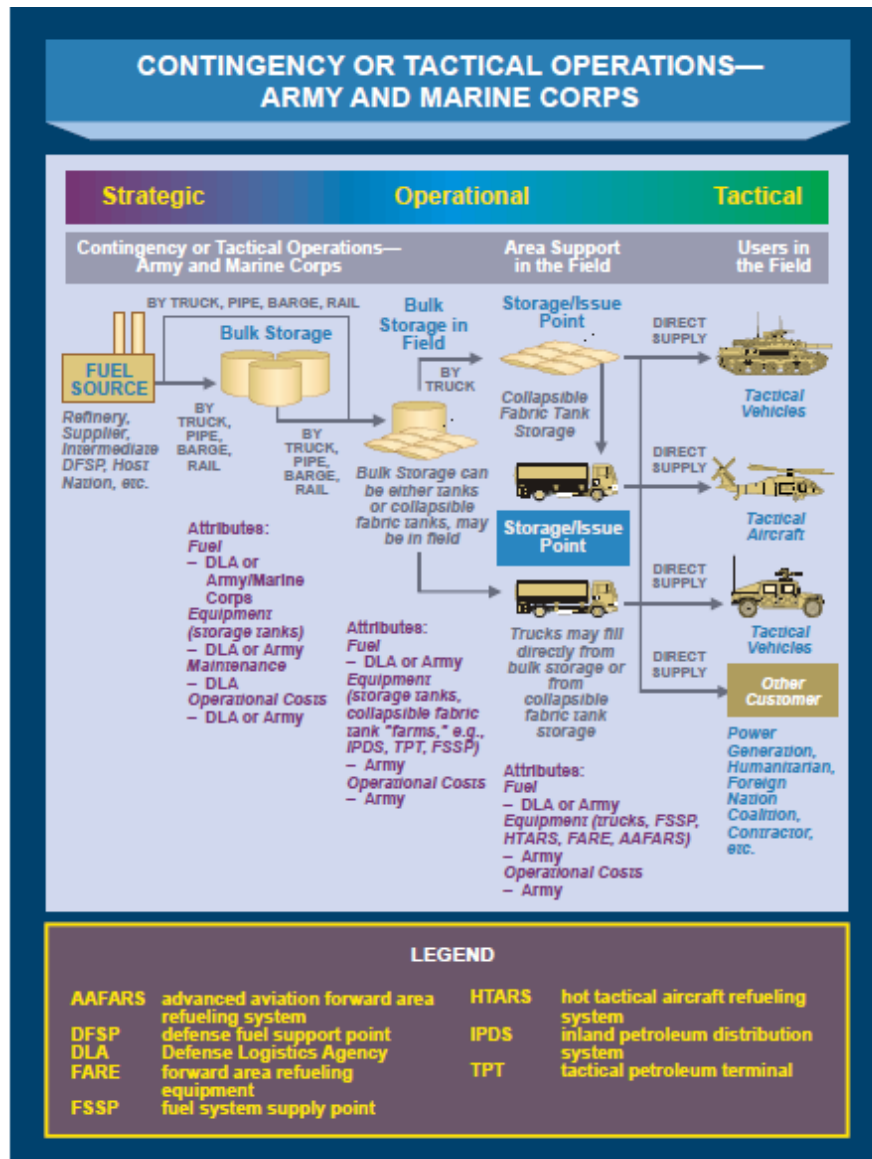 CONTINGENCY OR TACTICAL OPERATIONS—
ARMY AND MARINE CORPS
Strategic
Operational
Tactical
Contingency or Tactical Operations—
Army and Marine Corps
Area Support
in the Field
Users in
the Field
BY TRUCK, PIPE, BARGE, RAIL
Bulk Storage
FUEL
SOURCE
Refinery,
Supplier,
Intermediate
DFSP, Host
Nation, etc.
BY
TRUCK,
PIPE,
BARGE,
RAIL
BY
TRUCK,
PIPE,
BARGE,
RAIL
Bulk
Storage in
Field
BY
TRUCK
Bulk Storage can
be either tanks
or collapsible
fabric tanks, may
be in field
Storage/Issue
Point
Collapsible
Fabric Tank
Storage
Storage/Issue
Point
Trucks may fill
directly from
bulk storage or
from
collapsible
fabric tank
storage
DIRECT
SUPPLY
Tactical
Vehicles
DIRECT
SUPPLY
Tactical
Aircraft
DIRECT
SUPPLY
Tactical
Vehicles
DIRECT
SUPPLY
Other
Customer
Power
Generation,
Humanitarian,
Foreign
Nation
Coalition,
Contractor,
etc.
Attributes:
Fuel
– DLA or
Army/Marine
Corps
Equipment
(storage tanks)
– DLA or Army
Maintenance
– DLA
Operational Costs
– DLA or Army
Attributes:
Fuel
– DLA or Army
Equipment
(storage tanks,
collapsible fabric
tank "farms," e.g.,
IPDS, TPT, FSSP)
– Army
Operational Costs
– Army
Attributes:
Fuel
– DLA or Army
Equipment (trucks, FSSP,
HTARS, FARE, AAFARS)
– Army
Operational Costs
– Army
LEGEND
AAFARS advanced aviation forward area
refueling system
DFSP defense fuel support point
DLA Defense Logistics Agency
FARE forward area refueling
equipment
FSSP fuel system supply point
HTARS hot tactical aircraft refueling
system
IPDS inland petroleum distribution
system
TPT tactical petroleum terminal